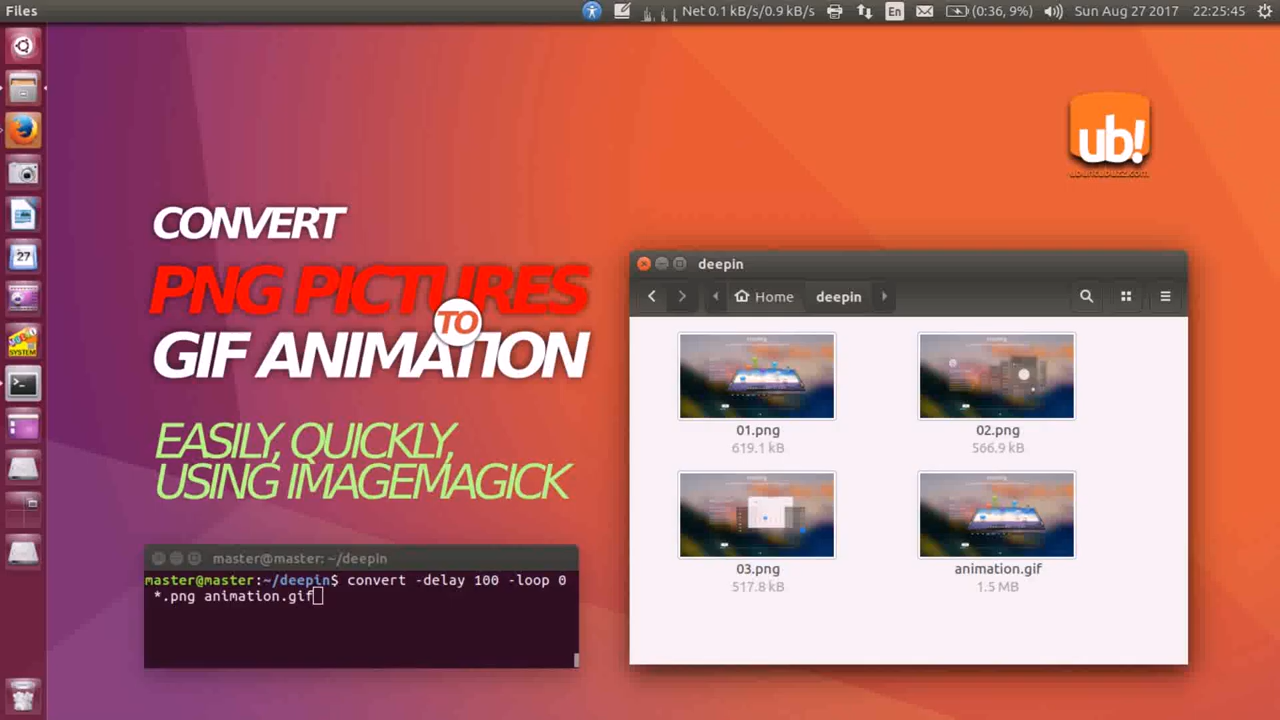 Files
Net 0.1 kB/s/0.9 kB/s
En
(0:36, 9%)
Sun Aug 27 2017
22:25:45
ub!
ubuntubuzz.com
CONVERT
PNG PICTURES
TO
GIF ANIMATION
EASILY, QUICKLY,
USING IMAGEMAGICK
27
SYSTEM
deepin
Home
deepin
01.png
619.1 kB
02.png
566.9 kB
03.png
517.8 kB
animation.gif
1.5 MB
master@master: ~/deepin
master@master:~/deepin$ convert -delay 100 -loop 0
*.png animation.gif